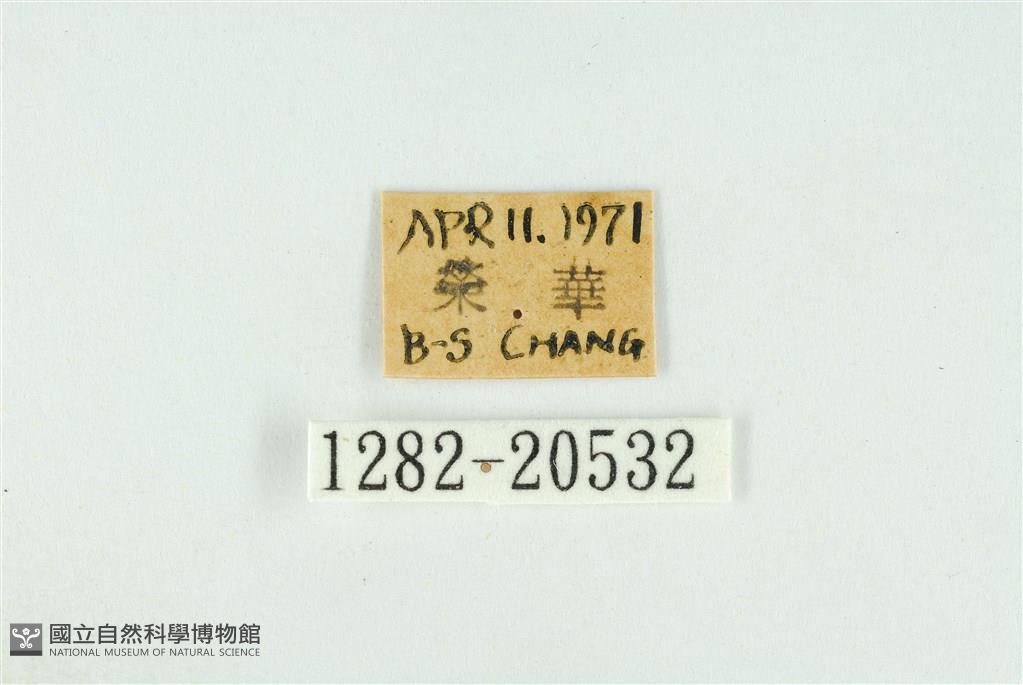 APR 11. 1971
榮 華
B-S CHANG
1282-20532
國立自然科學博物館
NATIONAL MUSEUM OF NATURAL SCIENCE